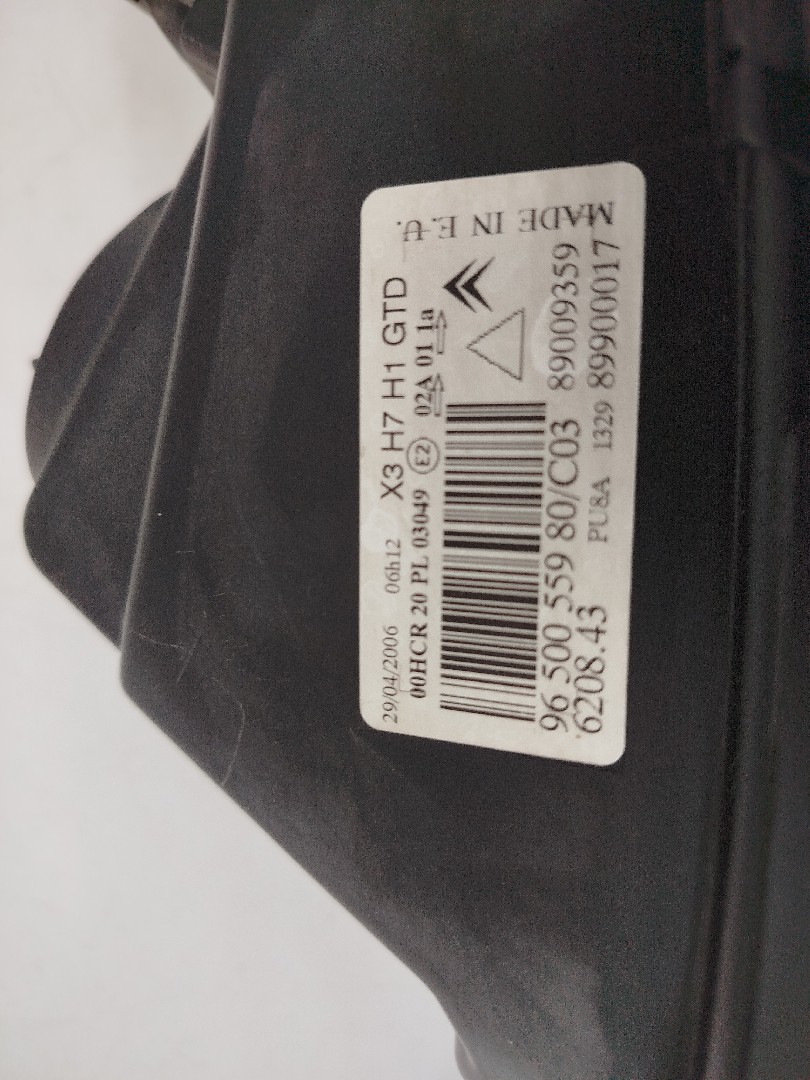 29/04/2006 06h12 X3 H7 H1 GTD
00HCR 20 PL 03049 E2 02A 01 1a
96 500 559 80/C03 89009359
6208.43 PU8A 1329 89900017
MADE IN E.U.